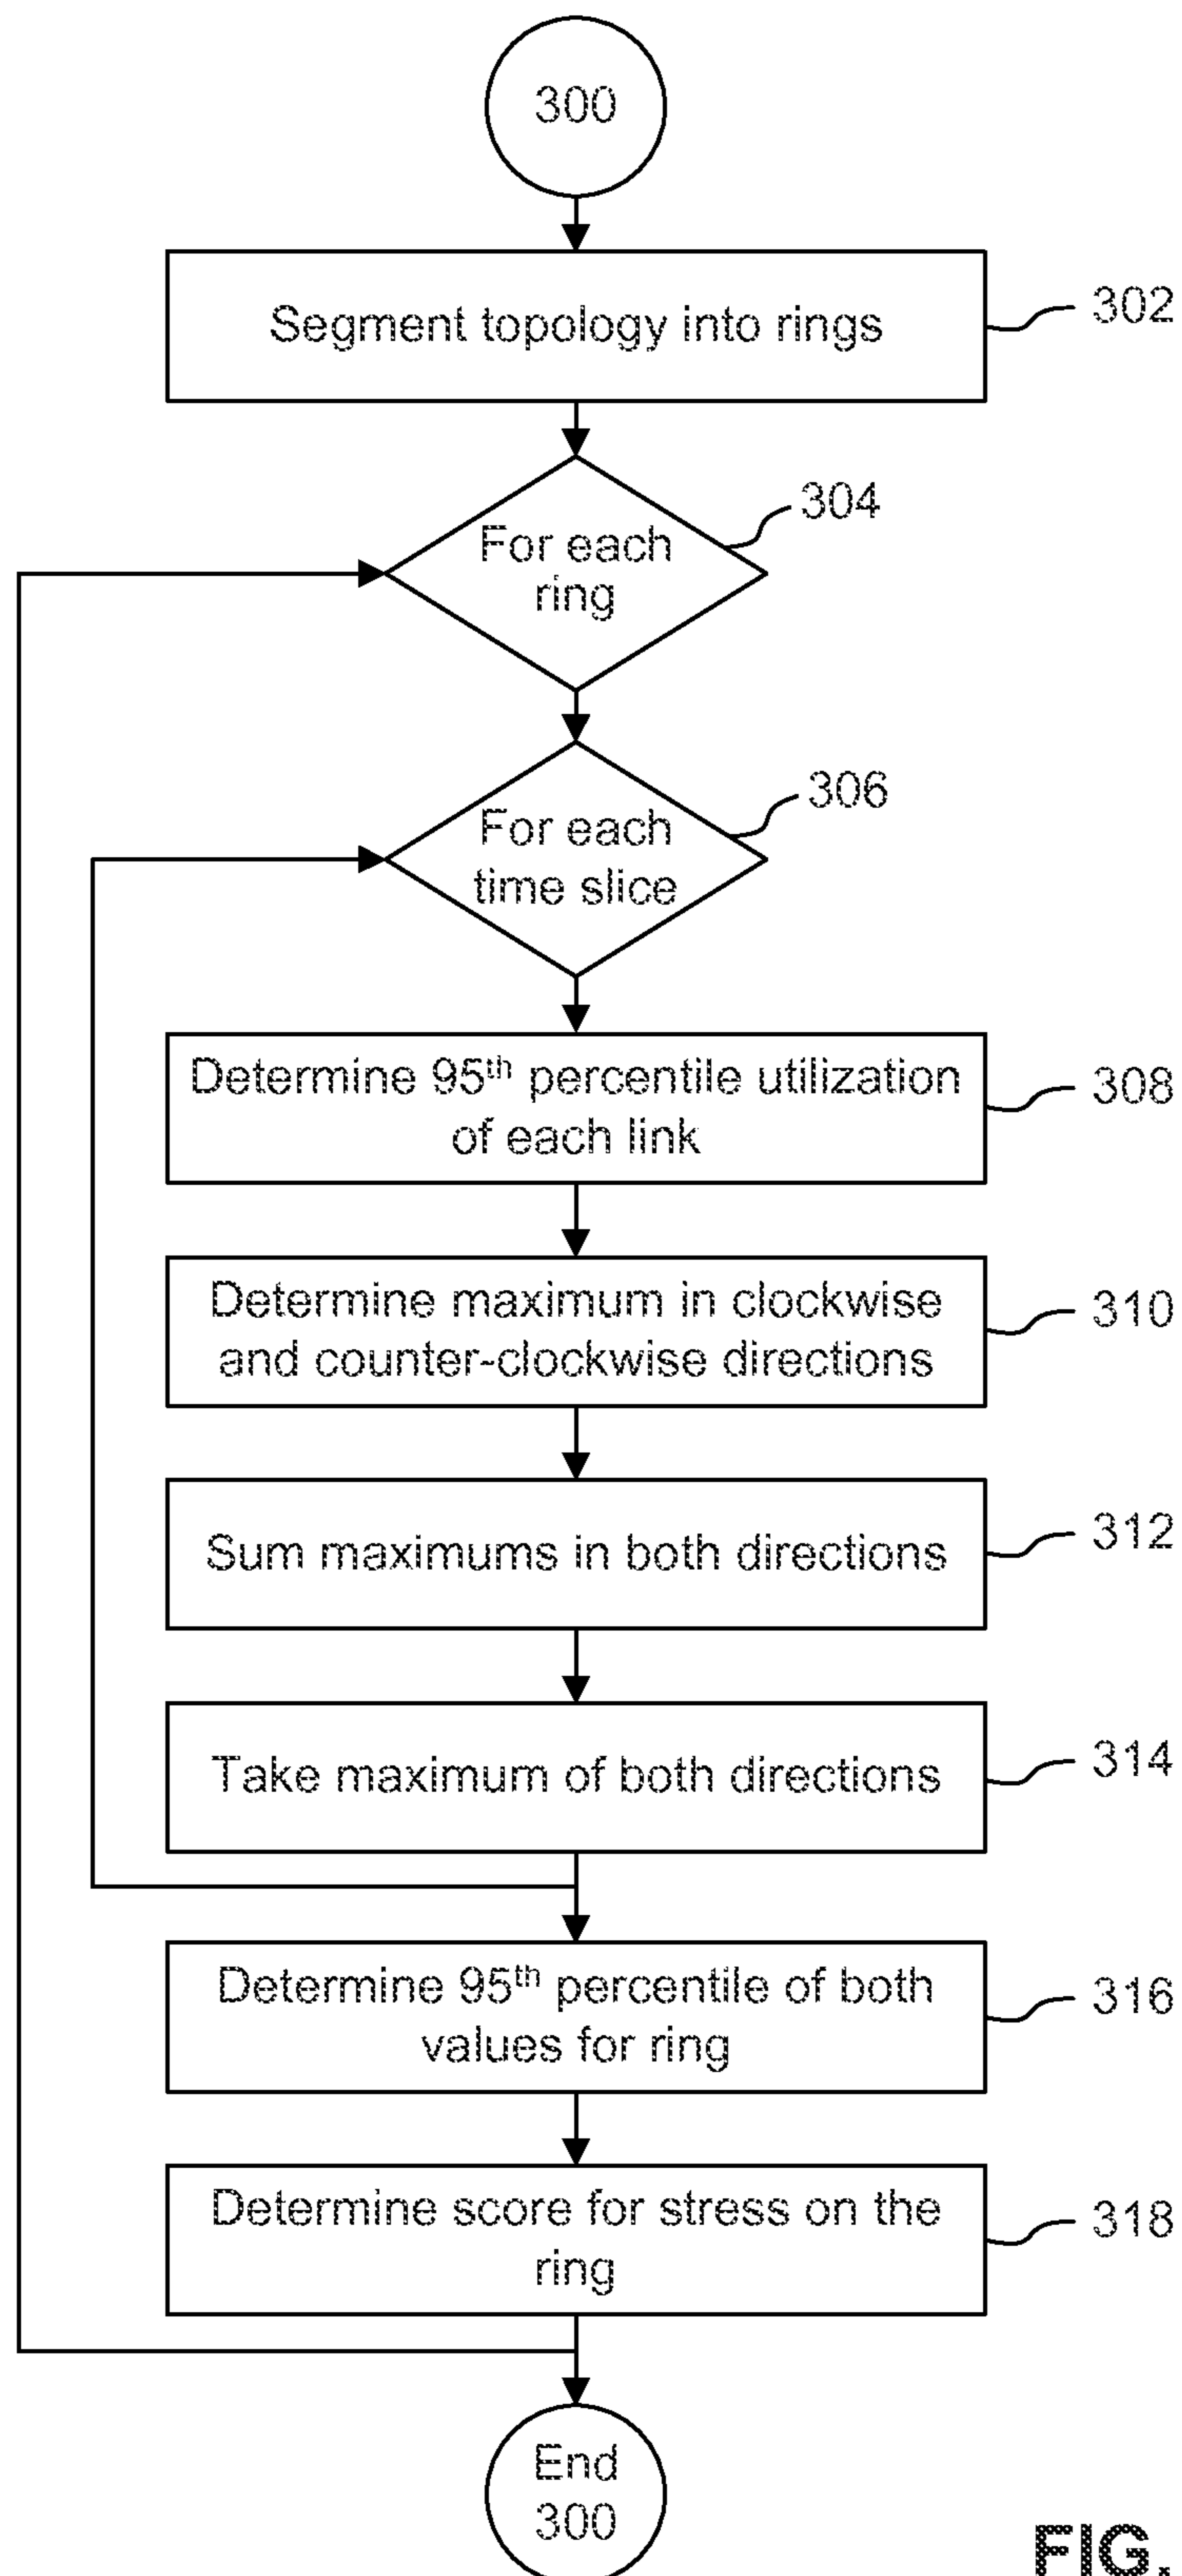 300
Segment topology into rings
302
For each
ring
304
For each
time slice
306
Determine 95th percentile utilization
of each link
308
Determine maximum in clockwise
and counter-clockwise directions
310
Sum maximums in both directions
312
Take maximum of both directions
314
Determine 95th percentile of both
values for ring
316
Determine score for stress on the
ring
318
End
300
FIG.